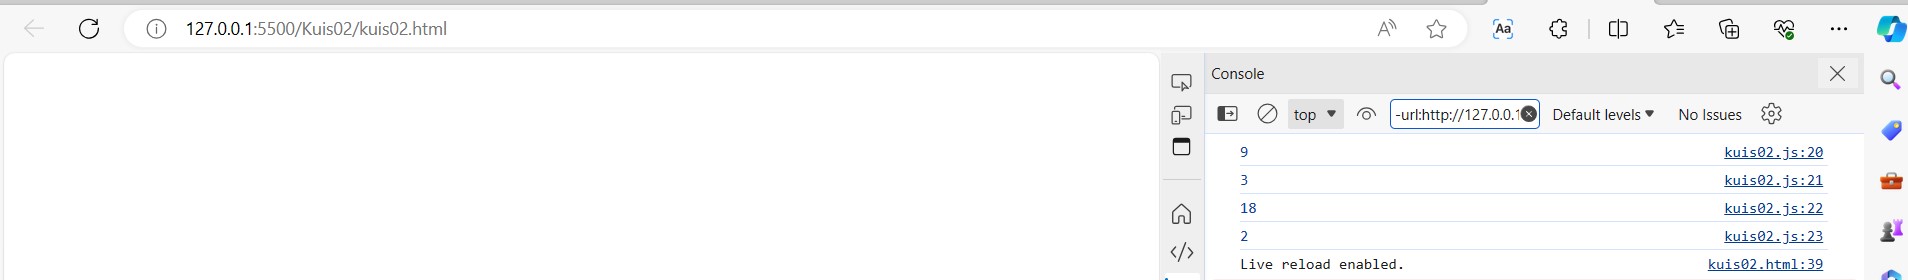 127.0.0.1:5500/Kuis02/kuis02.html
Aa
Console
top -url:http://127.0.0.1 Default levels No Issues
9 kuis02.js:20
3 kuis02.js:21
18 kuis02.js:22
2 kuis02.js:23
Live reload enabled. kuis02.html:39